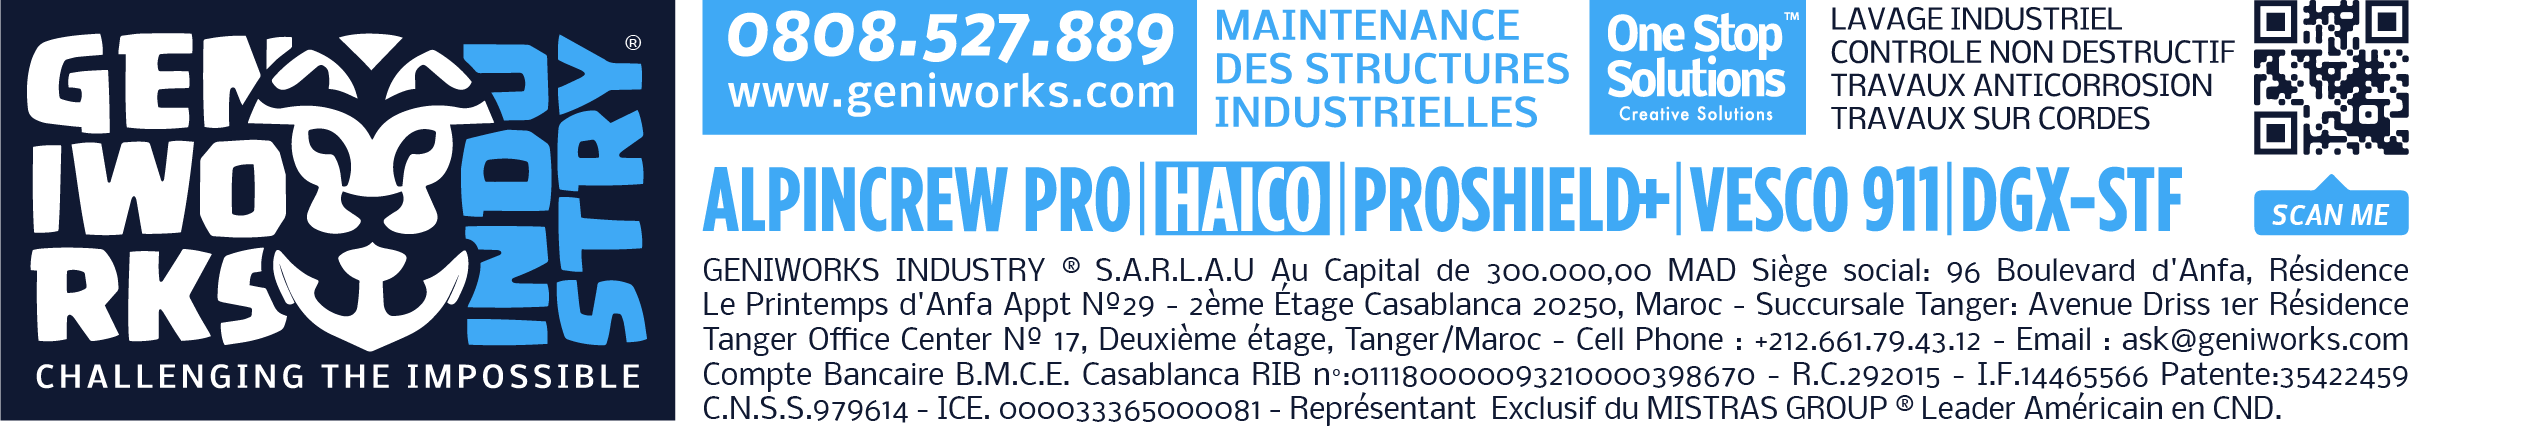 GENIWORKS
INDUSTRY ®
CHALLENGING THE IMPOSSIBLE
0808.527.889
www.geniworks.com
MAINTENANCE
DES STRUCTURES
INDUSTRIELLES
One Stop ™
Solutions
Creative Solutions
LAVAGE INDUSTRIEL
CONTROLE NON DESTRUCTIF
TRAVAUX ANTICORROSION
TRAVAUX SUR CORDES
ALPINCREW PRO|HAICO|PROSHIELD+|VESCO 911|DGX-STF
SCAN ME
GENIWORKS INDUSTRY ® S.A.R.L.A.U Au Capital de 300.000,00 MAD Siège social: 96 Boulevard d'Anfa, Résidence
Le Printemps d'Anfa Appt Nº29 - 2ème Étage Casablanca 20250, Maroc - Succursale Tanger: Avenue Driss 1er Résidence
Tanger Office Center Nº 17, Deuxième étage, Tanger/Maroc - Cell Phone : +212.661.79.43.12 - Email : ask@geniworks.com
Compte Bancaire B.M.C.E. Casablanca RIB n°:011180000093210000398670 - R.C.292015 - I.F.14465566 Patente:35422459
C.N.S.S.979614 - ICE. 000033365000081 - Représentant Exclusif du MISTRAS GROUP ® Leader Américain en CND.